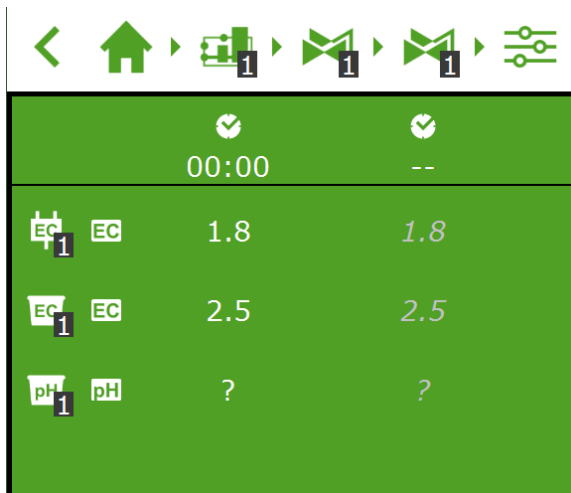 1 1 1
00:00 --
EC 1 EC 1.8 1.8
EC 1 EC 2.5 2.5
pH 1 pH ? ?